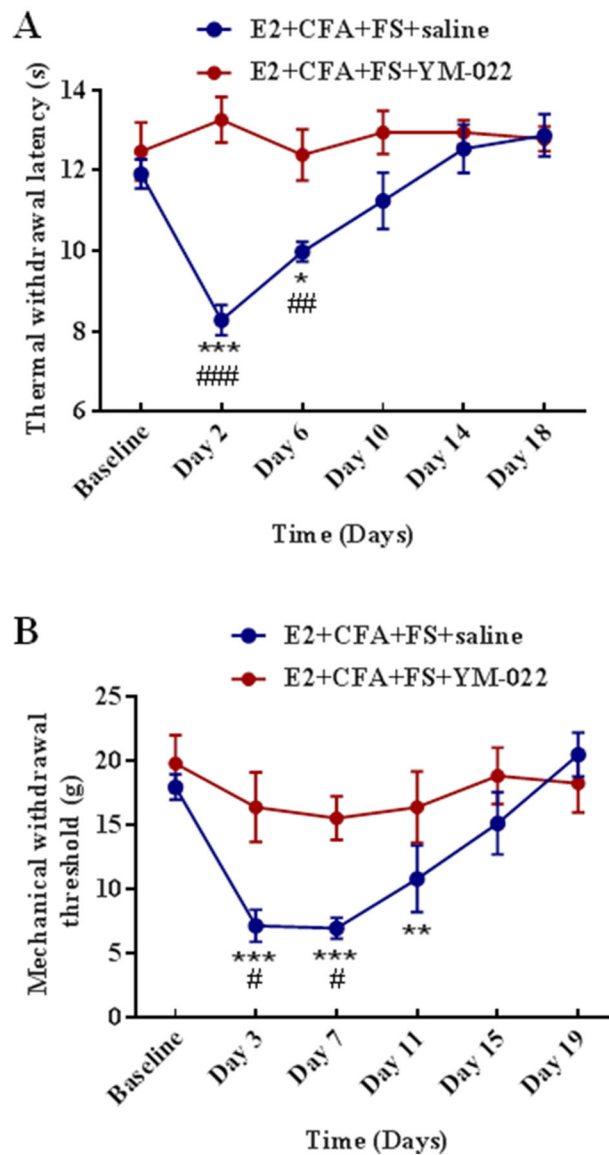 A
E2+CFA+FS+saline
E2+CFA+FS+YM-022
Thermal withdrawal latency (s)
14
12
10
8
6
*
##
***
###
Baseline
Day 2
Day 6
Day 10
Day 14
Day 18
Time (Days)
B
E2+CFA+FS+saline
E2+CFA+FS+YM-022
Mechanical withdrawal
threshold (g)
25
20
15
10
5
0
***
#
***
#
**
Baseline
Day 3
Day 7
Day 11
Day 15
Day 19
Time (Days)